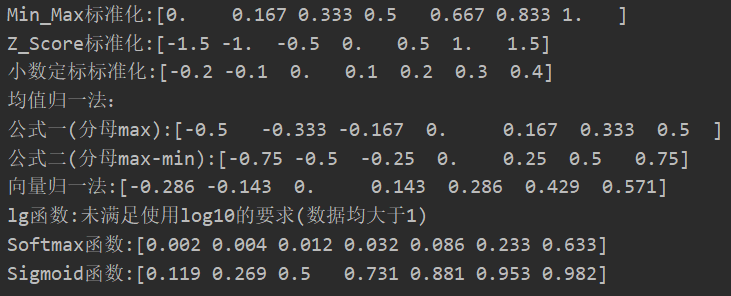 Min_Max标准化:[0.    0.167 0.333 0.5   0.667 0.833 1.   ]
Z_Score标准化:[-1.5 -1.  -0.5  0.   0.5  1.   1.5]
小数定标标准化:[-0.2 -0.1  0.   0.1  0.2  0.3  0.4]
均值归一法：
公式一(分母max):[-0.5   -0.333 -0.167  0.     0.167  0.333  0.5  ]
公式二(分母max-min):[-0.75 -0.5  -0.25  0.    0.25  0.5   0.75]
向量归一法:[-0.286 -0.143  0.     0.143  0.286  0.429  0.571]
lg函数:未满足使用log10的要求(数据均大于1)
Softmax函数:[0.002 0.004 0.012 0.032 0.086 0.233 0.633]
Sigmoid函数:[0.119 0.269 0.5   0.731 0.881 0.953 0.982]